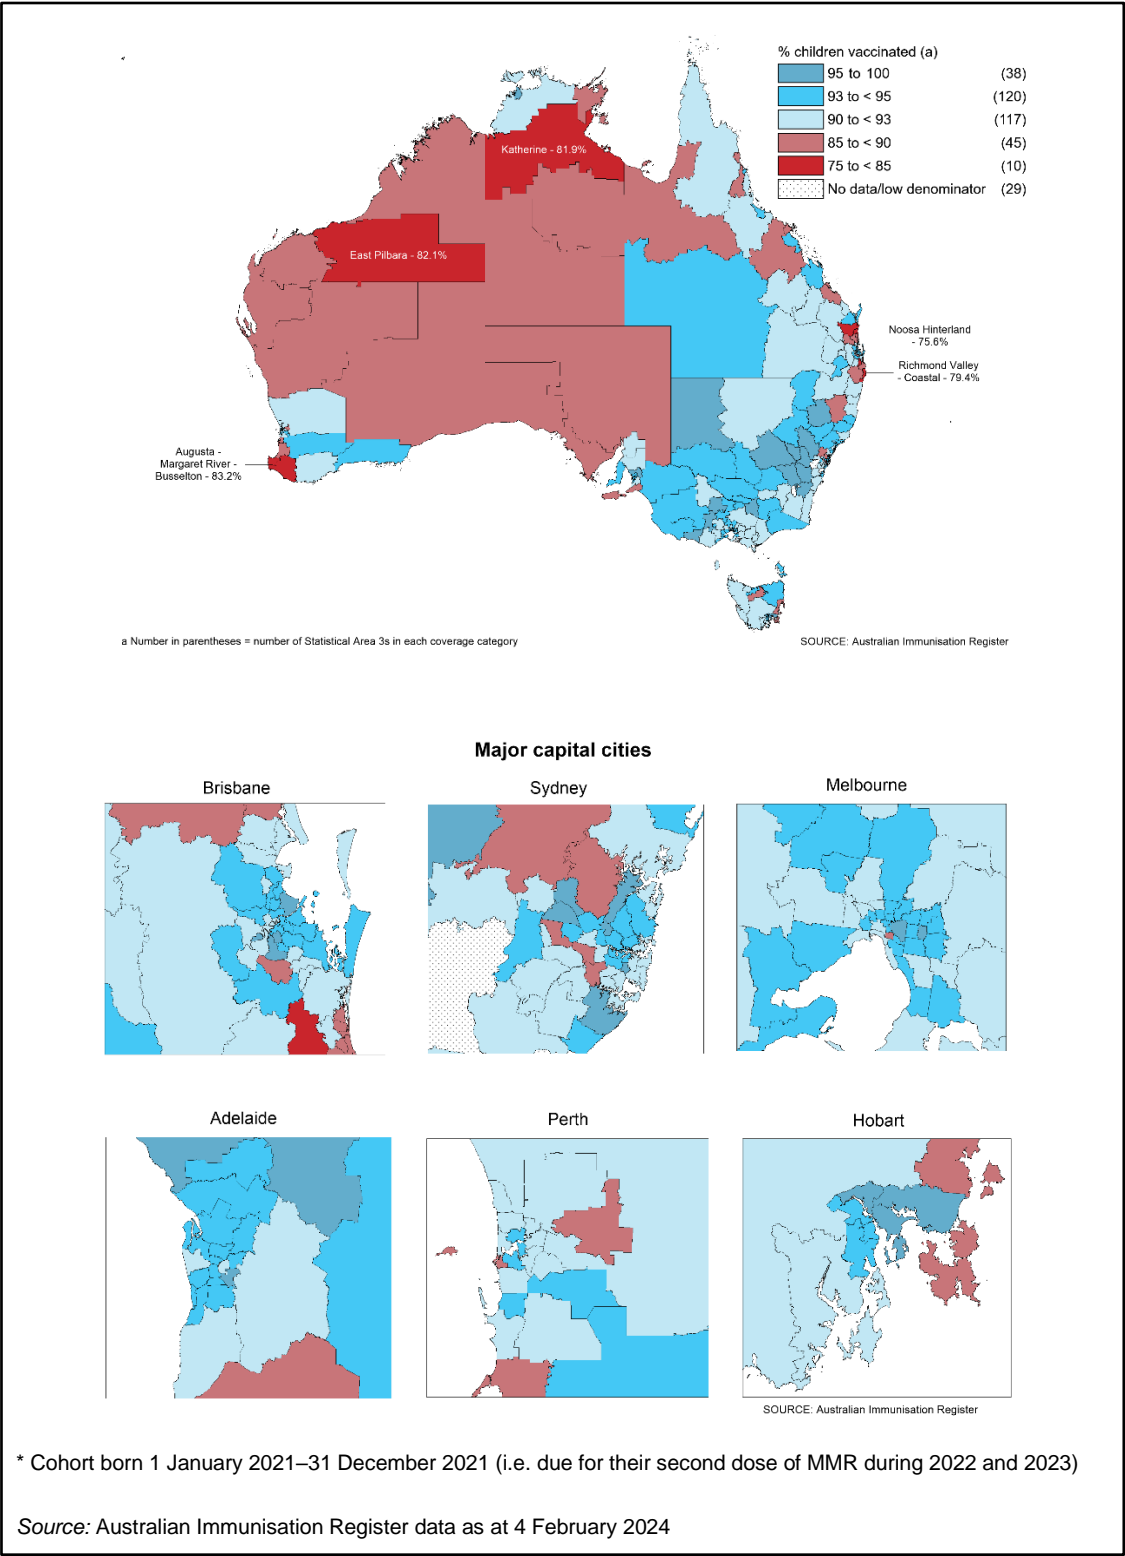 % children vaccinated (a)
95 to 100 (38)
93 to < 95 (120)
90 to < 93 (117)
85 to < 90 (45)
75 to < 85 (10)
No data/low denominator (29)
Katherine - 81.9%
East Pilbara - 82.1%
Noosa Hinterland
- 75.6%
Richmond Valley
- Coastal - 79.4%
Augusta -
Margaret River -
Busselton - 83.2%
a Number in parentheses = number of Statistical Area 3s in each coverage category
SOURCE: Australian Immunisation Register
Major capital cities
Brisbane
Sydney
Melbourne
Adelaide
Perth
Hobart
SOURCE: Australian Immunisation Register
* Cohort born 1 January 2021–31 December 2021 (i.e. due for their second dose of MMR during 2022 and 2023)
Source: Australian Immunisation Register data as at 4 February 2024